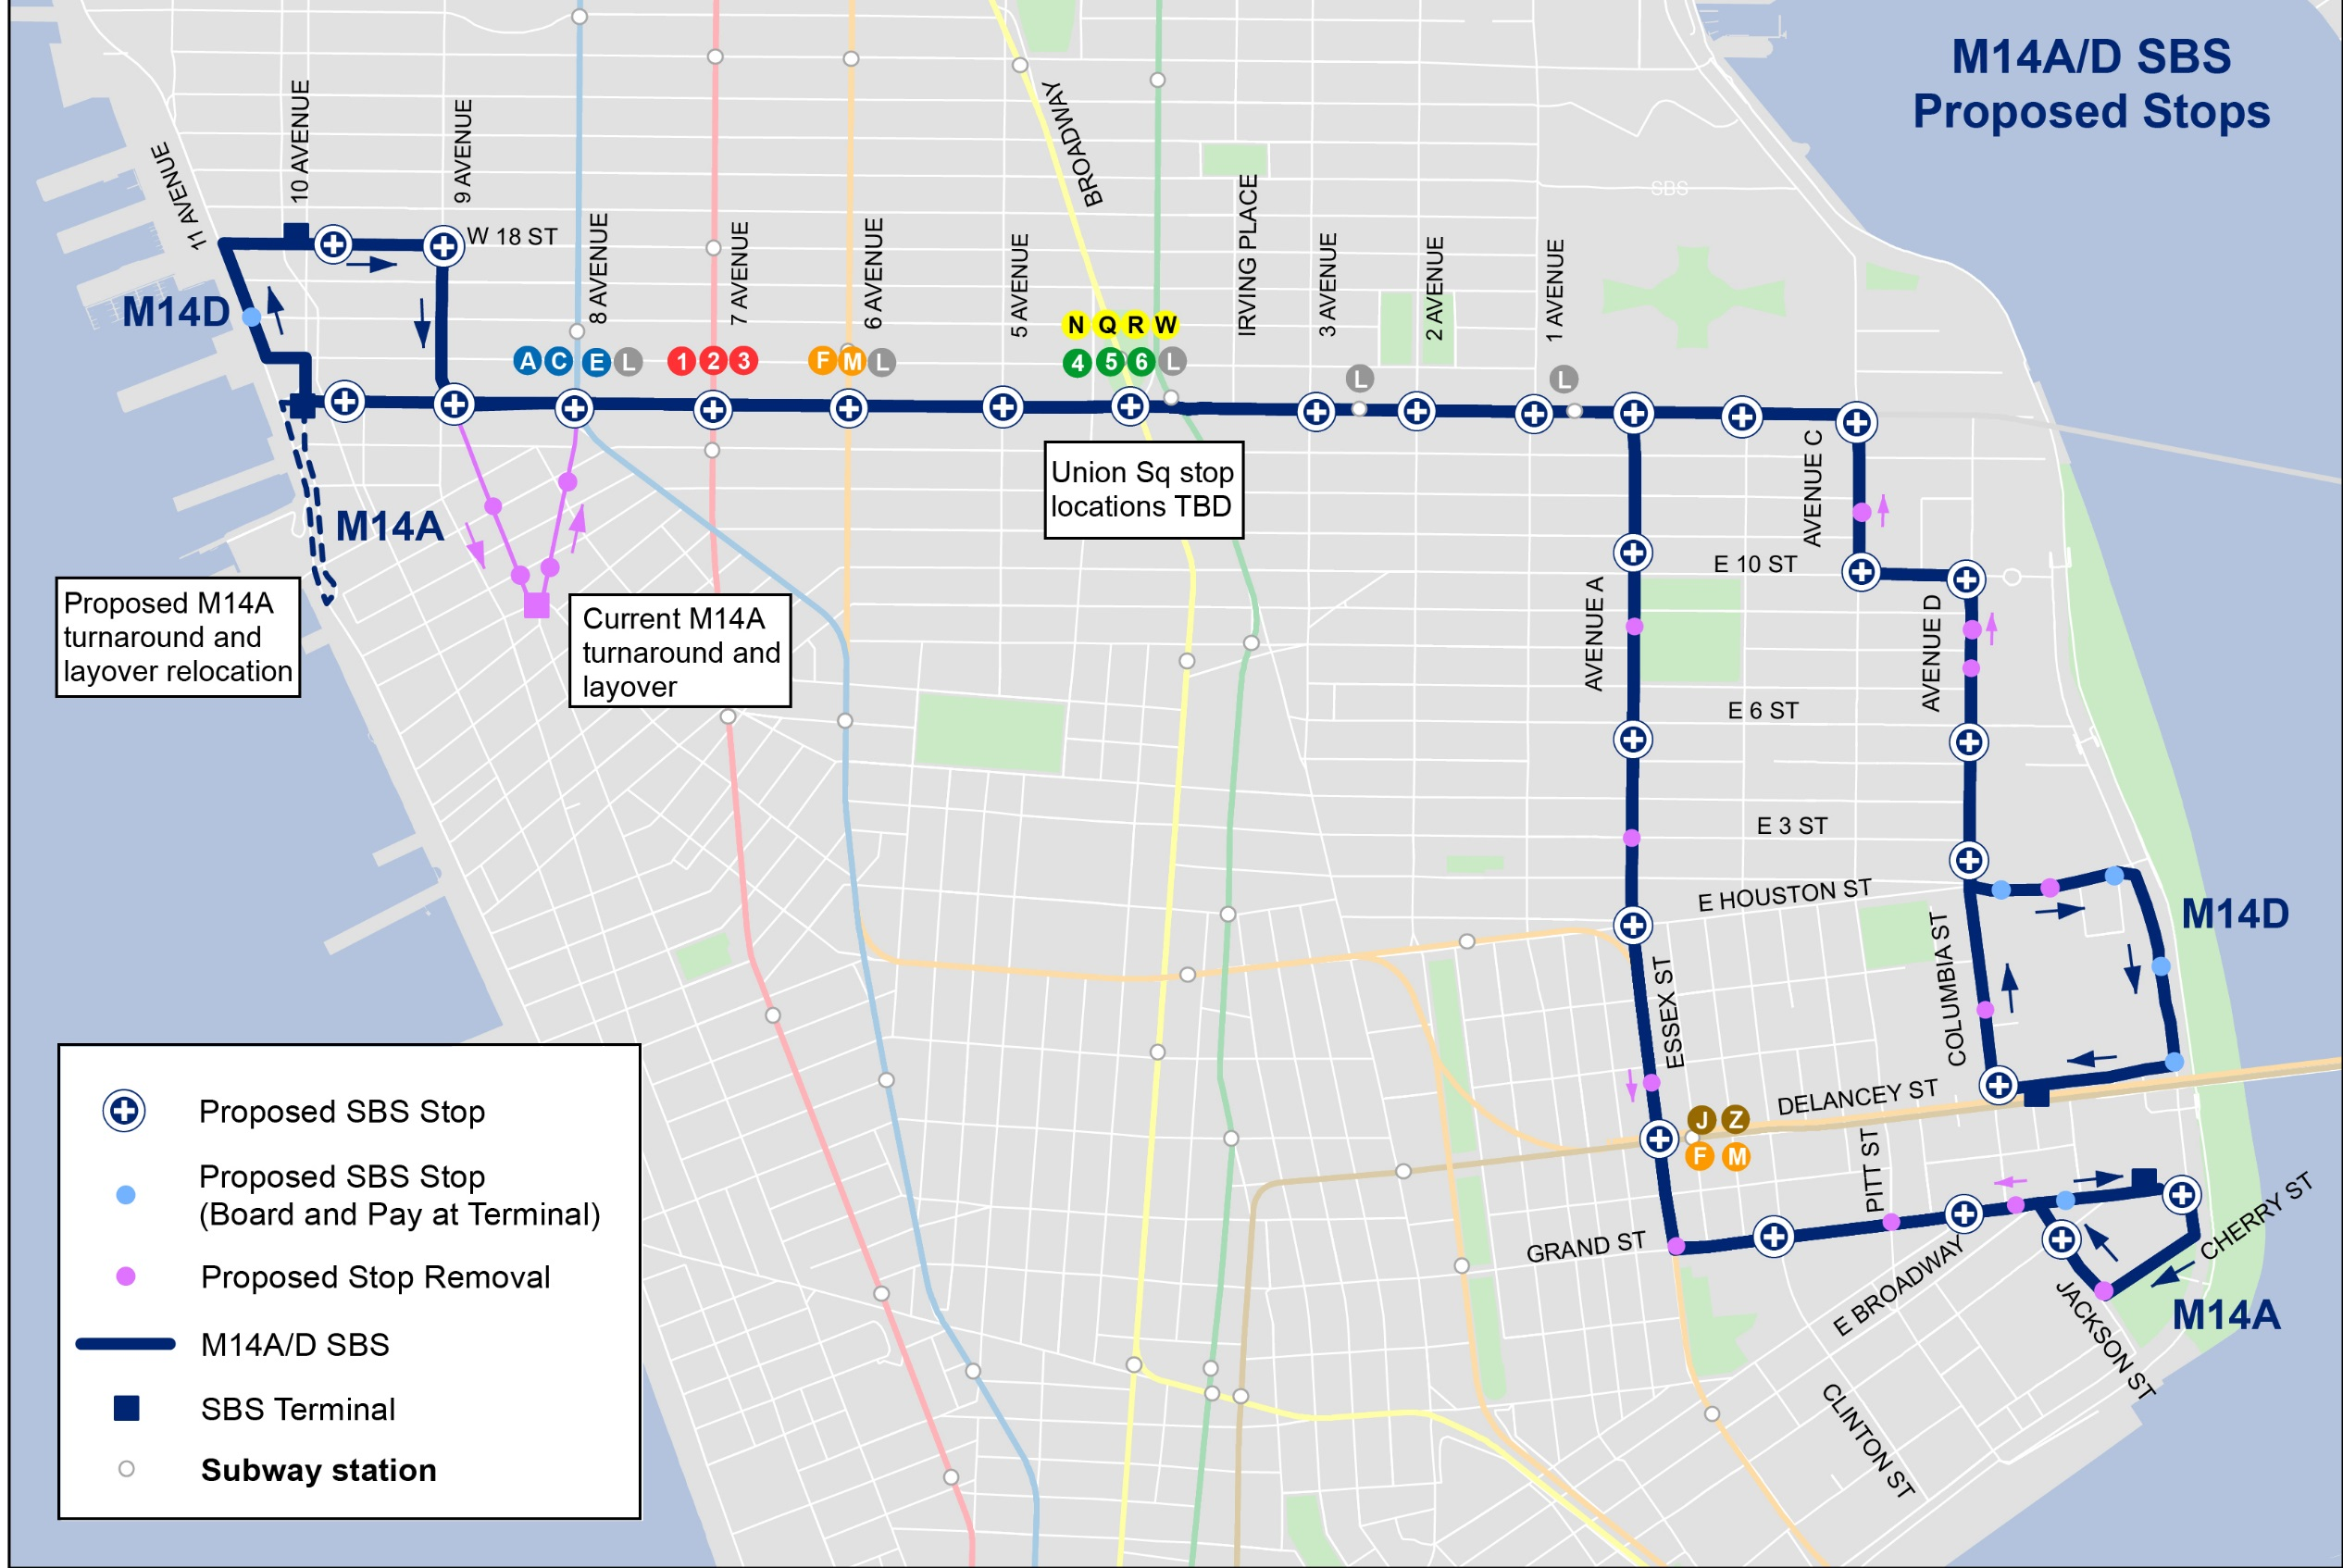 M14A/D SBS
Proposed Stops
10 AVENUE
9 AVENUE
11 AVENUE
BROADWAY
SBS
W 18 ST
8 AVENUE
7 AVENUE
6 AVENUE
5 AVENUE
IRVING PLACE
3 AVENUE
2 AVENUE
1 AVENUE
M14D
N Q R W
A C E L
1 2 3
F M L
4 5 6 L
L
L
Union Sq stop
locations TBD
AVENUE C
M14A
E 10 ST
AVENUE A
AVENUE D
Proposed M14A
turnaround and
layover relocation
Current M14A
turnaround and
layover
E 6 ST
E 3 ST
E HOUSTON ST
M14D
COLUMBIA ST
ESSEX ST
DELANCEY ST
J Z
F M
PITT ST
GRAND ST
E BROADWAY
CHERRY ST
JACKSON ST
M14A
CLINTON ST
Proposed SBS Stop
Proposed SBS Stop
(Board and Pay at Terminal)
Proposed Stop Removal
M14A/D SBS
SBS Terminal
Subway station